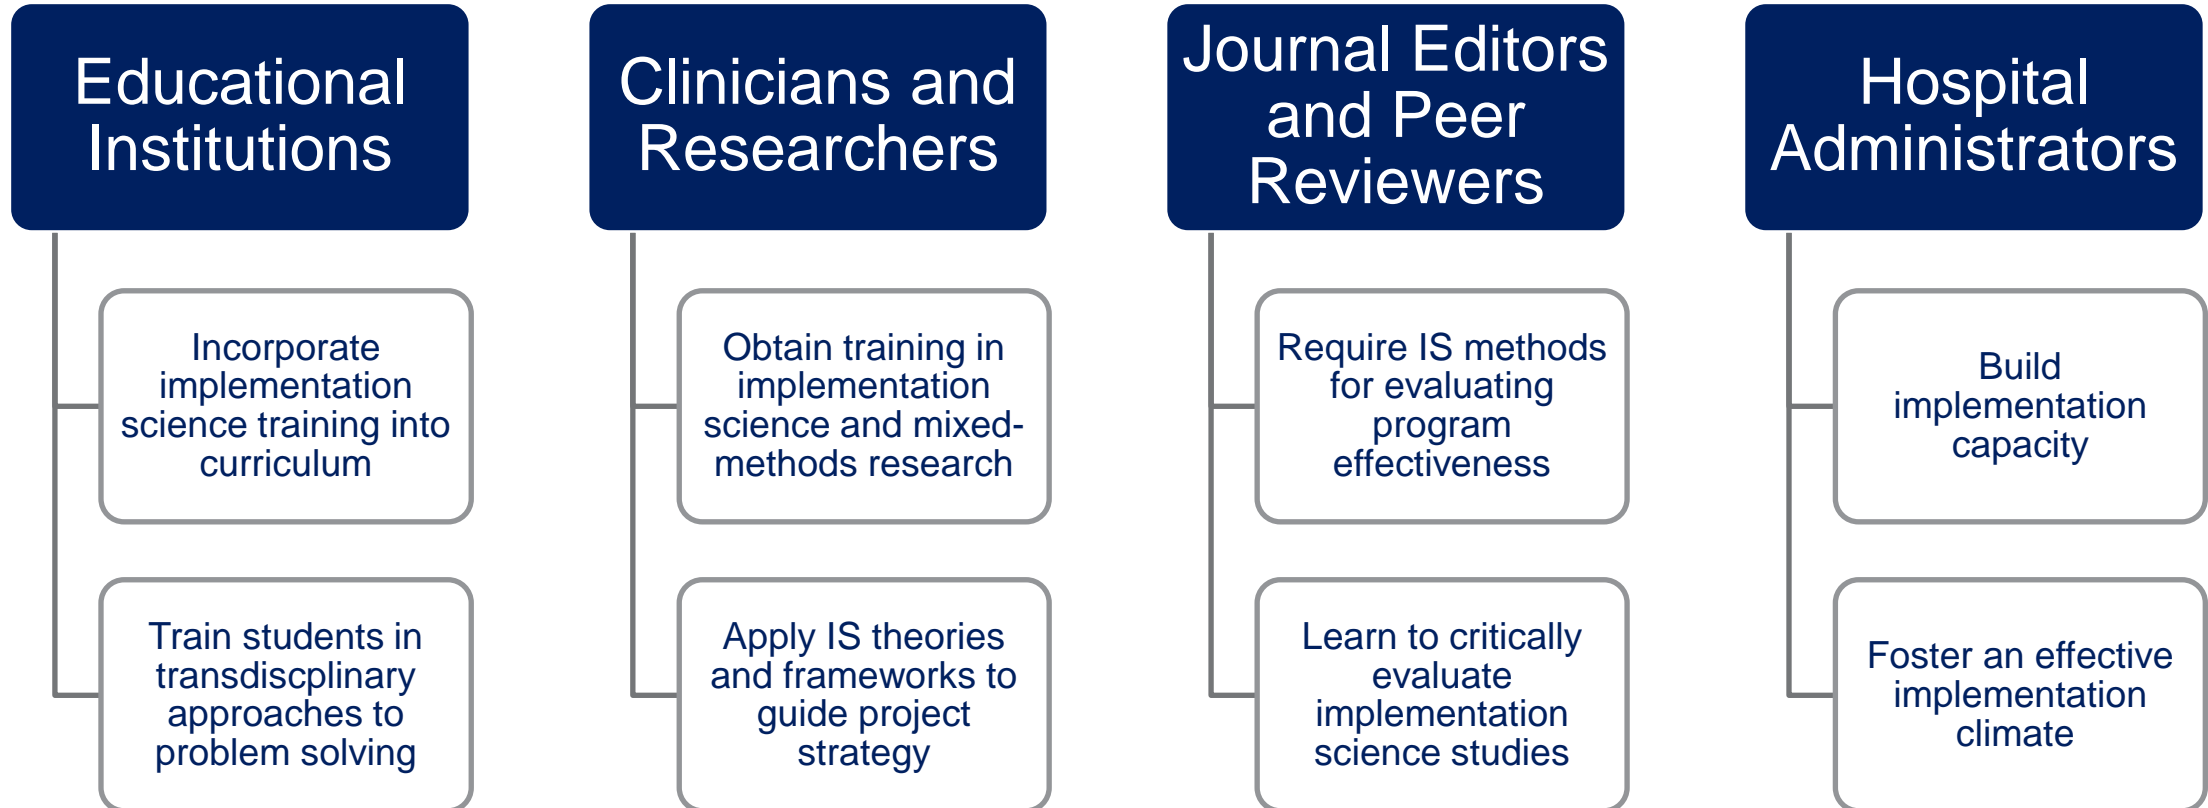 Educational
Institutions
Incorporate
implementation
science training into
curriculum
Train students in
transdiscplinary
approaches to
problem solving
Clinicians and
Researchers
Obtain training in
implementation
science and mixed-
methods research
Apply IS theories
and frameworks to
guide project
strategy
Journal Editors
and Peer
Reviewers
Require IS methods
for evaluating
program
effectiveness
Learn to critically
evaluate
implementation
science studies
Hospital
Administrators
Build
implementation
capacity
Foster an effective
implementation
climate